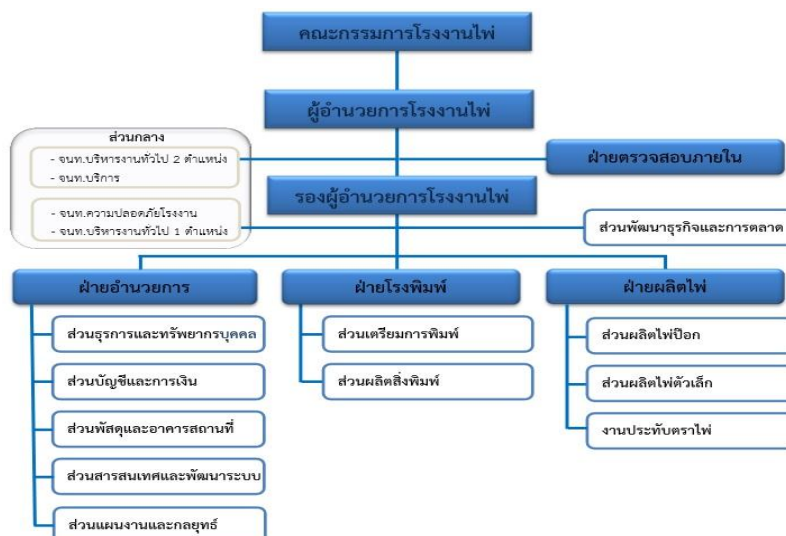 คณะกรรมการโรงงานไพ่
ผู้อำนวยการโรงงานไพ่
ส่วนกลาง
- จนท.บริหารงานทั่วไป 2 ตำแหน่ง
- จนท.บริการ
ฝ่ายตรวจสอบภายใน
รองผู้อำนวยการโรงงานไพ่
- จนท.ความปลอดภัยโรงงาน
- จนท.บริหารงานทั่วไป 1 ตำแหน่ง
ส่วนพัฒนาธุรกิจและการตลาด
ฝ่ายอำนวยการ
ฝ่ายโรงพิมพ์
ฝ่ายผลิตไพ่
ส่วนธุรการและทรัพยากรบุคคล
ส่วนบัญชีและการเงิน
ส่วนพัสดุและอาคารสถานที่
ส่วนสารสนเทศและพัฒนาระบบ
ส่วนแผนงานและกลยุทธ์
ส่วนเตรียมการพิมพ์
ส่วนผลิตสิ่งพิมพ์
ส่วนผลิตไพ่ป๊อก
ส่วนผลิตไพ่ตัวเล็ก
งานประทับตราไพ่